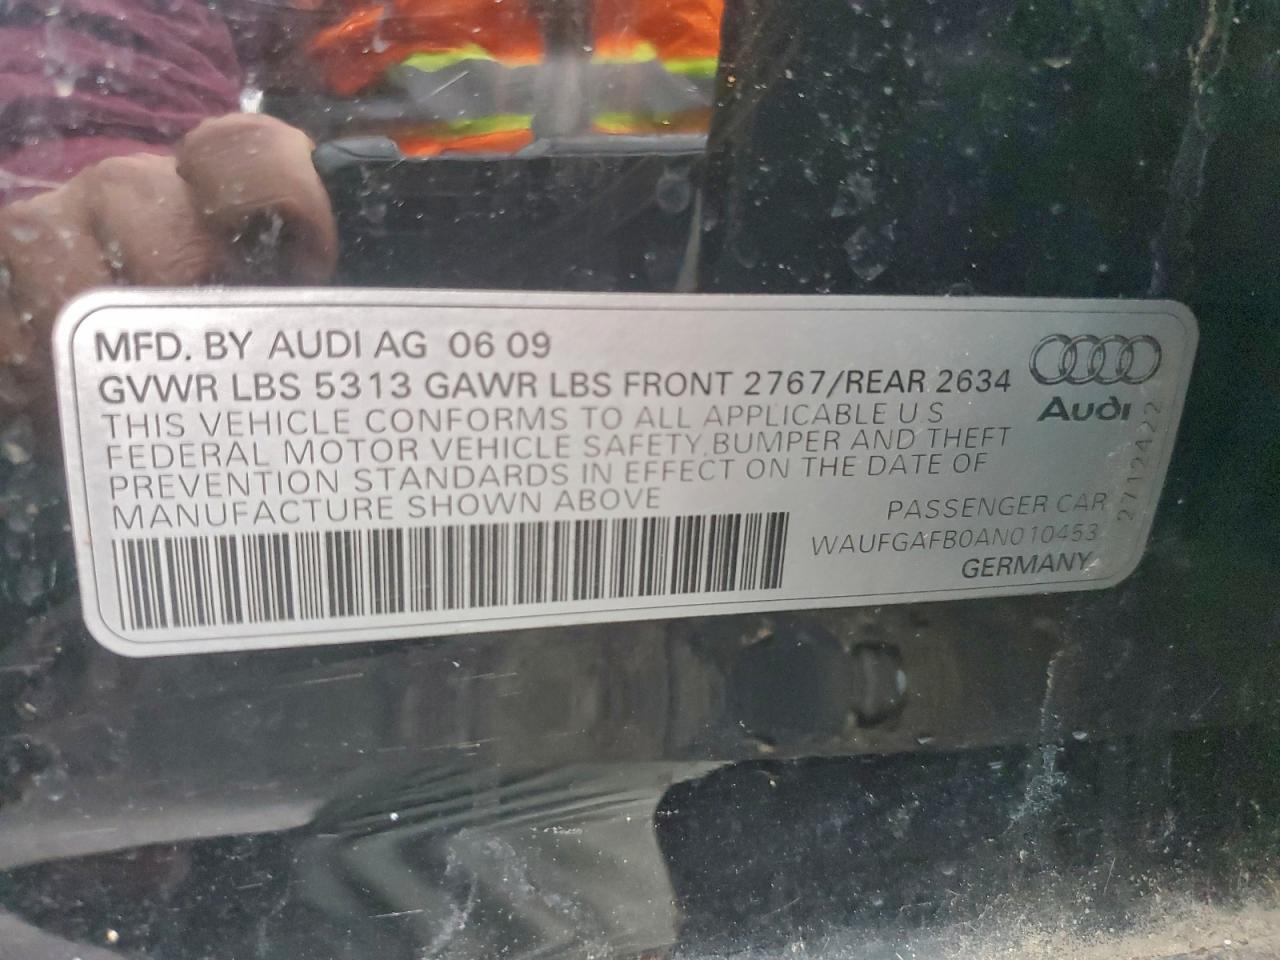 MFD. BY AUDI AG 06 09
GVWR LBS 5313 GAWR LBS FRONT 2767/REAR 2634
THIS VEHICLE CONFORMS TO ALL APPLICABLE U S
FEDERAL MOTOR VEHICLE SAFETY, BUMPER AND THEFT
PREVENTION STANDARDS IN EFFECT ON THE DATE OF
MANUFACTURE SHOWN ABOVE
Audi
PASSENGER CAR
WAUFGAFB0AN010453
GERMANY
2712422